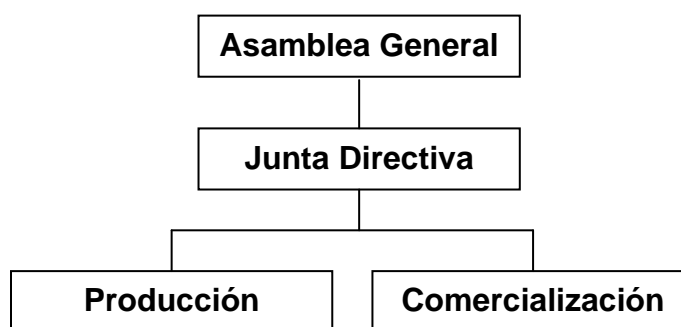 Asamblea General
Junta Directiva
Producción
Comercialización